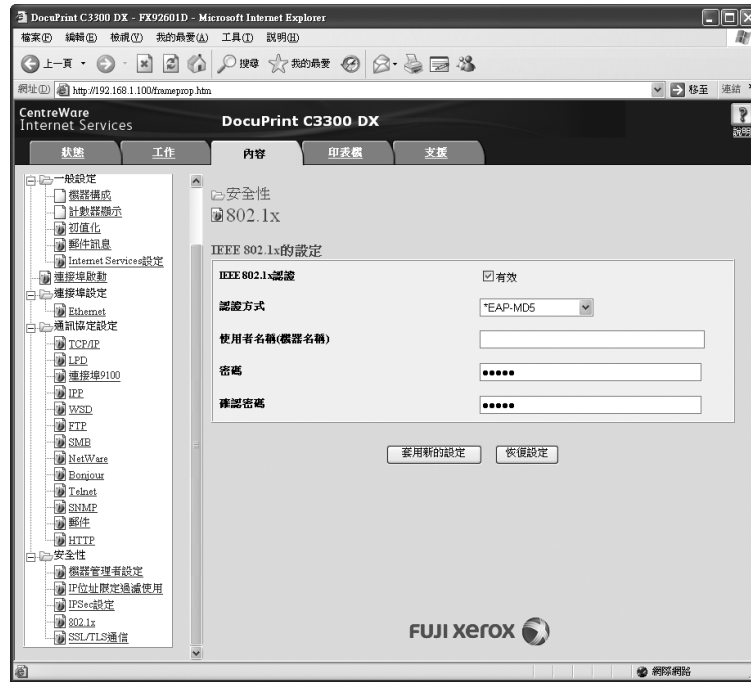 DocuPrint C3300 DX - FX92601D - Microsoft Internet Explorer
檔案(F) 編輯(E) 檢視(V) 我的最愛(A) 工具(T) 說明(H)
上一頁 搜尋 我的最愛
網址(D) http://192.168.1.100/frameprop.htm 移至 連結
CentreWare
Internet Services
DocuPrint C3300 DX
說明
狀態 工作 內容 印表機 支援
一般設定
機器構成
計數器顯示
初值化
郵件訊息
Internet Services設定
連接埠啟動
連接埠設定
Ethernet
通訊協定設定
TCP/IP
LPD
連接埠9100
IPP
WSD
FTP
SMB
NetWare
Bonjour
Telnet
SNMP
郵件
HTTP
安全性
機器管理者設定
IP位址限定過濾使用
IPSec設定
802.1x
SSL/TLS通信
安全性
802.1x
IEEE 802.1x的設定
IEEE 802.1x認證 有效
認證方式 *EAP-MD5
使用者名稱(機器名稱)
密碼 ●●●●●
確認密碼 ●●●●●
套用新的設定 恢復設定
FUJI XEROX
網際網路